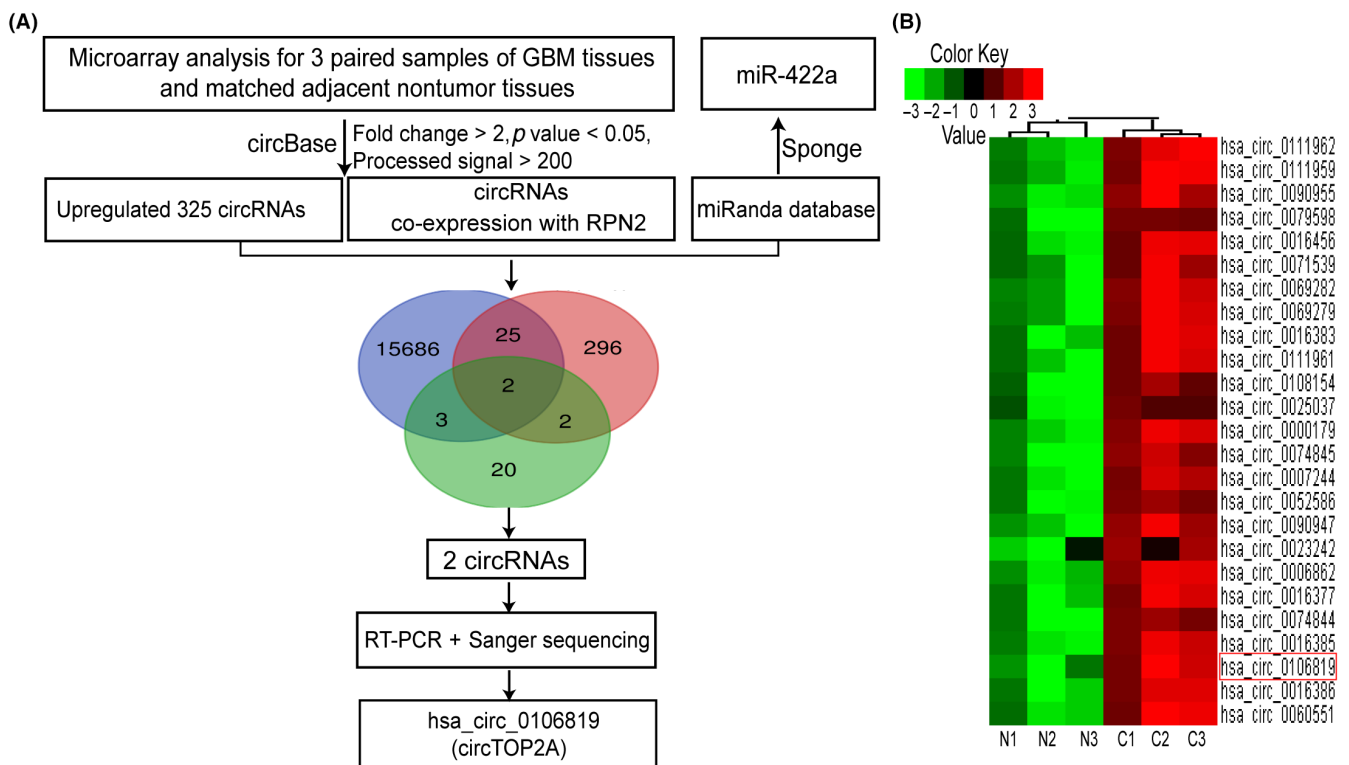 (A)
Microarray analysis for 3 paired samples of GBM tissues
and matched adjacent nontumor tissues
miR-422a
circBase
Fold change > 2, p value < 0.05,
Processed signal > 200
Sponge
Upregulated 325 circRNAs
circRNAs
co-expression with RPN2
miRanda database
15686
25
296
2
3
2
20
2 circRNAs
RT-PCR + Sanger sequencing
hsa_circ_0106819
(circTOP2A)
(B)
Color Key
−3 −2 −1 0 1 2 3
Value
hsa_circ_0111962
hsa_circ_0111959
hsa_circ_0090955
hsa_circ_0079598
hsa_circ_0016456
hsa_circ_0071539
hsa_circ_0069282
hsa_circ_0069279
hsa_circ_0016383
hsa_circ_0111961
hsa_circ_0108154
hsa_circ_0025037
hsa_circ_0000179
hsa_circ_0074845
hsa_circ_0007244
hsa_circ_0052586
hsa_circ_0090947
hsa_circ_0023242
hsa_circ_0006862
hsa_circ_0016377
hsa_circ_0074844
hsa_circ_0016385
hsa_circ_0106819
hsa_circ_0016386
hsa_circ_0060551
N1 N2 N3 C1 C2 C3